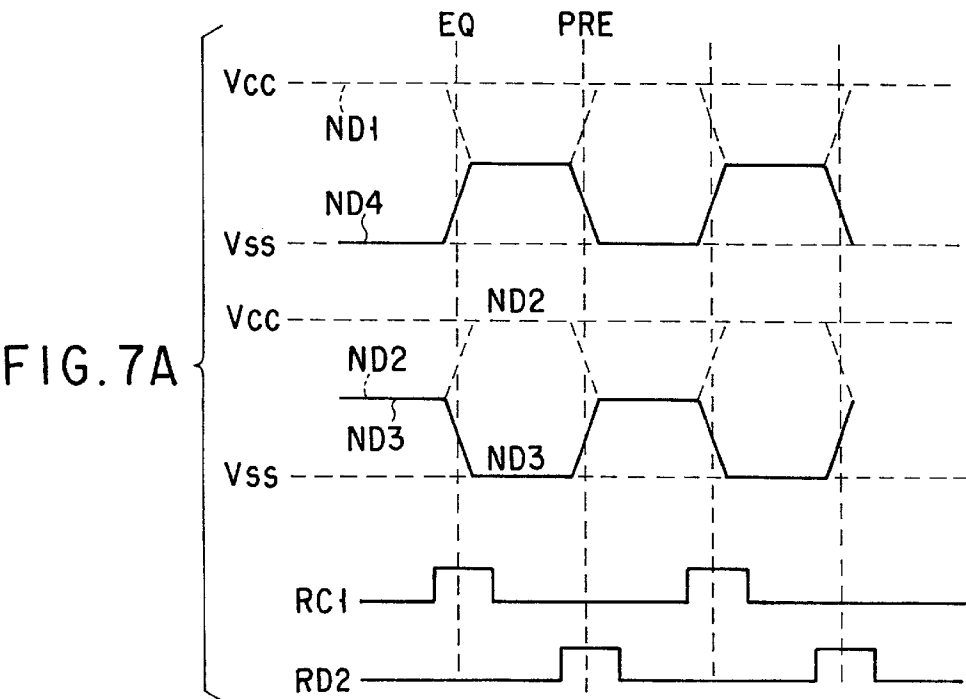 EQ PRE
Vcc
ND1
ND4
Vss
ND2
Vcc
FIG.7A
ND2
ND3
ND3
Vss
RC1
RD2